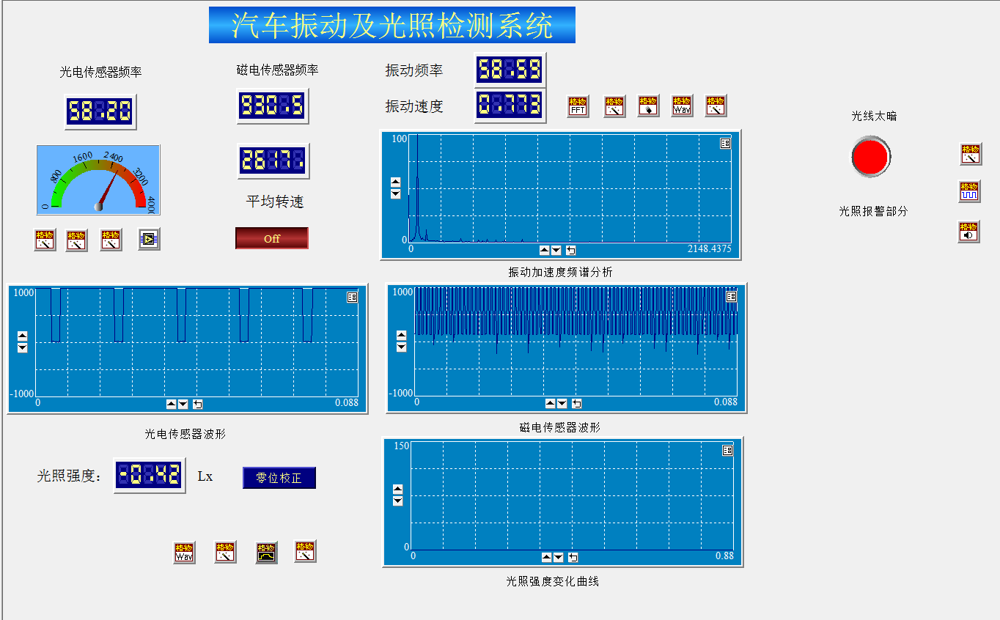 汽车振动及光照检测系统
光电传感器频率
58.20
磁电传感器频率
930.5
2617.
平均转速
Off
振动频率
58.59
振动速度
0.773
格物 FFT
格物
格物
格物 Wav
格物
0 800 1600 2400 3200 4000
格物
格物
格物
100
0
0
2148.4375
振动加速度频谱分析
光线太暗
光照报警部分
格物
格物
格物
1000
-1000
0
0.088
光电传感器波形
1000
-1000
0
0.088
磁电传感器波形
光照强度：
-0.42
Lx
零位校正
格物 Wav
格物
格物
格物
150
0
0
0.88
光照强度变化曲线